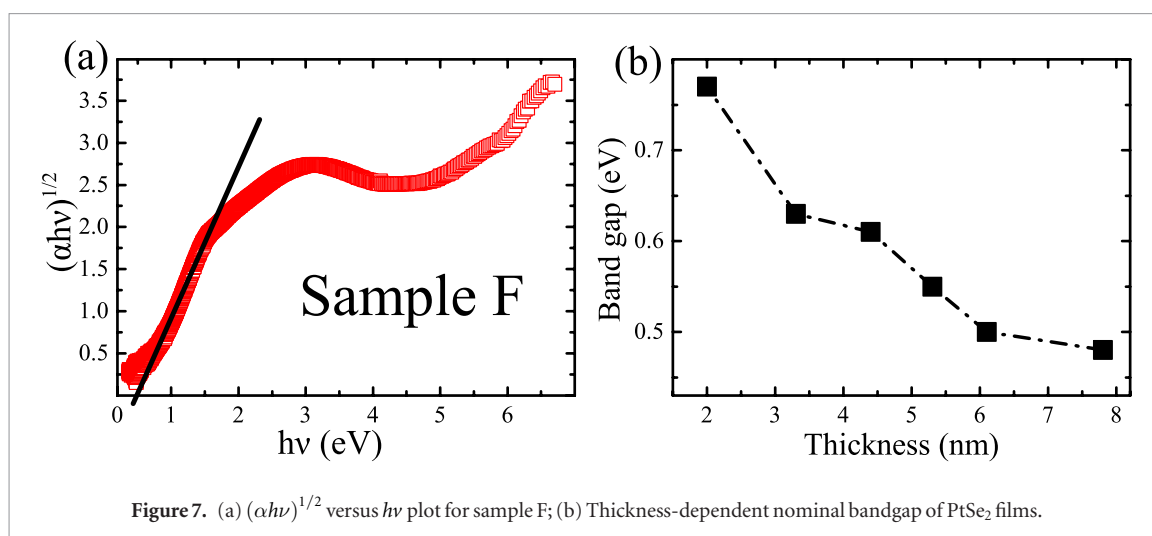 (a)
3.5
3.0
2.5
2.0
1.5
1.0
0.5
(αhν)^{1/2}
Sample F
0 1 2 3 4 5 6
hν (eV)
(b)
0.7
0.6
0.5
Band gap (eV)
2 3 4 5 6 7 8
Thickness (nm)
Figure 7. (a) (αhν)^{1/2} versus hν plot for sample F; (b) Thickness-dependent nominal bandgap of PtSe₂ films.